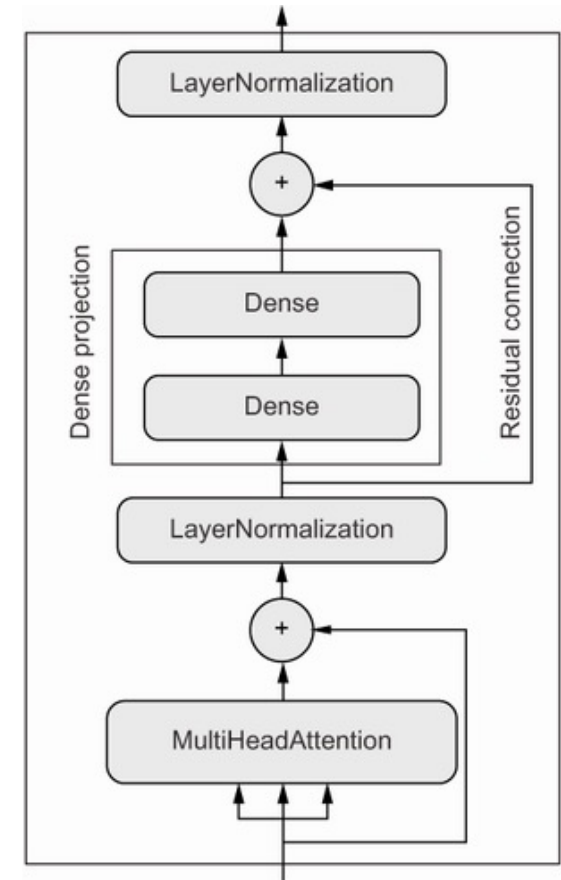 LayerNormalization
+
Dense projection
Dense
Dense
Residual connection
LayerNormalization
+
MultiHeadAttention